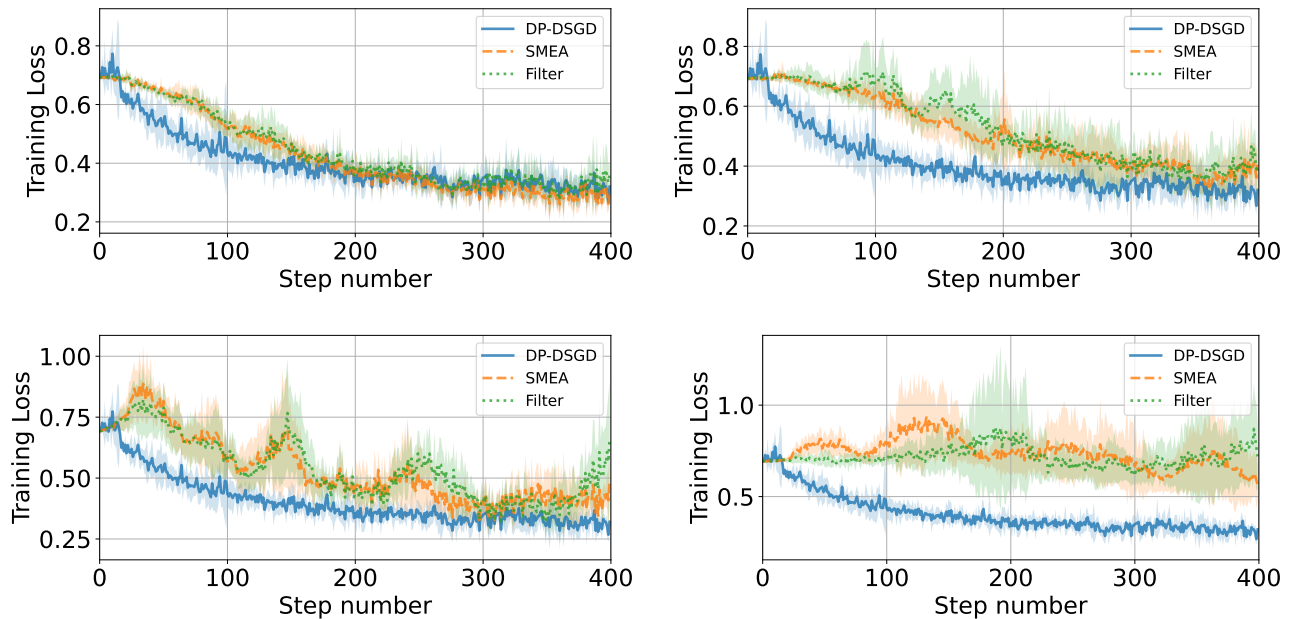 Training Loss
0.8
0.6
0.4
0.2
DP-DSGD
SMEA
Filter
0 100 200 300 400
Step number
Training Loss
0.8
0.6
0.4
0.2
DP-DSGD
SMEA
Filter
0 100 200 300 400
Step number
Training Loss
1.00
0.75
0.50
0.25
DP-DSGD
SMEA
Filter
0 100 200 300 400
Step number
Training Loss
1.0
0.5
DP-DSGD
SMEA
Filter
0 100 200 300 400
Step number